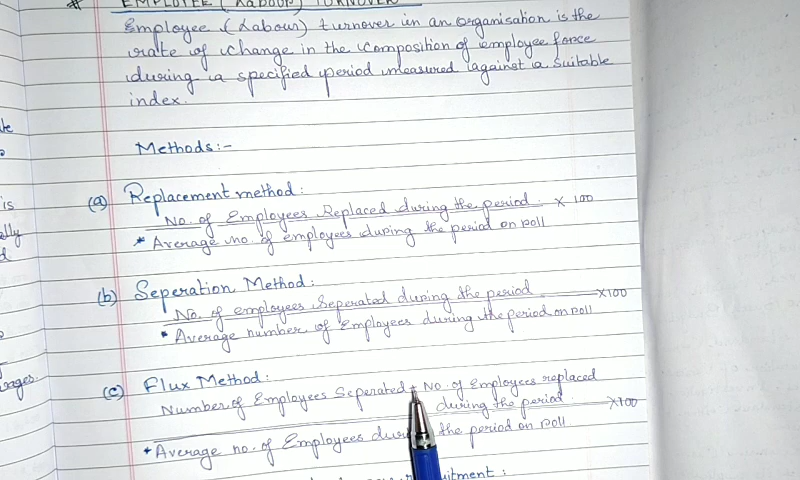 # EMPLOYEE (LABOUR) TURNOVER
Employee (Labour) turnover in an organisation is the
rate of change in the composition of employee force
during a specified period measured against a suitable
index.
Methods:-
(a) Replacement method:
No. of Employees Replaced during the period × 100
* Average no. of employees during the period on roll
(b) Seperation Method:
No. of employees Seperated during the period ×100
* Average number of Employees during the period on roll
(c) Flux Method:
Number of Employees Seperated + No. of Employees replaced
during the period ×100
* Average no. of Employees during the period on roll